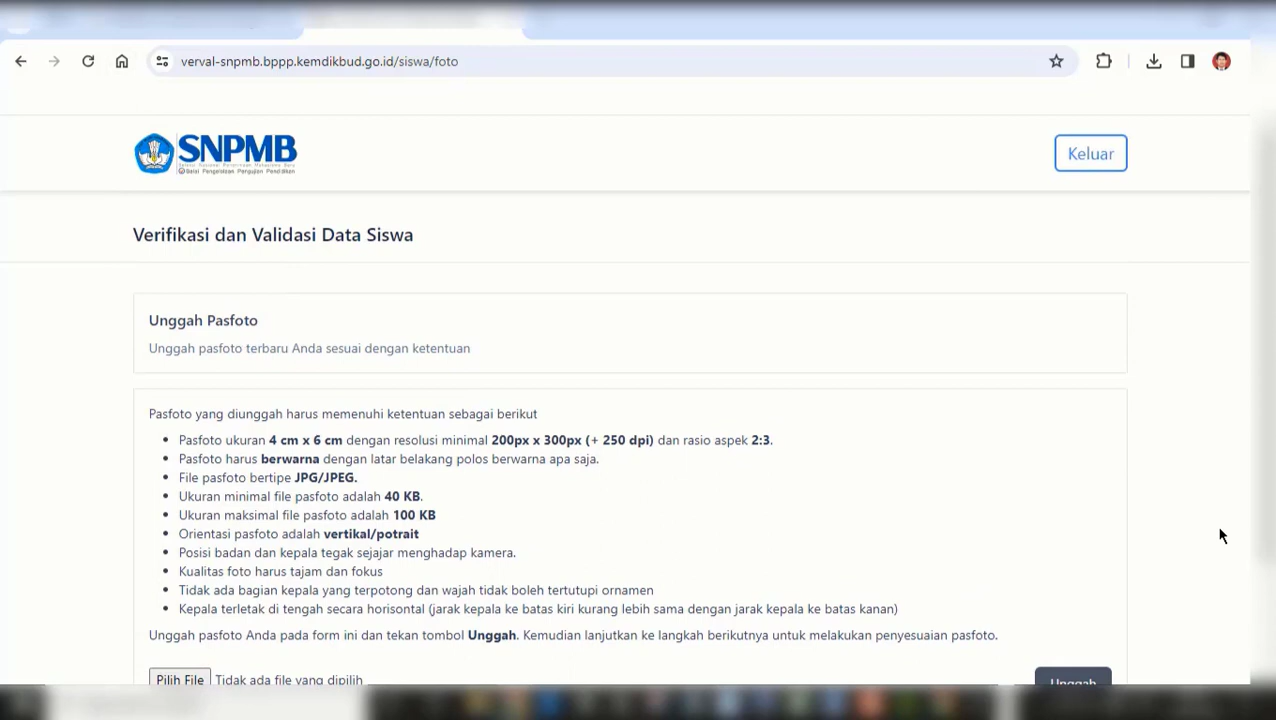 verval-snpmb.bppp.kemdikbud.go.id/siswa/foto
SNPMB
Keluar
Verifikasi dan Validasi Data Siswa
Unggah Pasfoto
Unggah pasfoto terbaru Anda sesuai dengan ketentuan
Pasfoto yang diunggah harus memenuhi ketentuan sebagai berikut
• Pasfoto ukuran 4 cm x 6 cm dengan resolusi minimal 200px x 300px (+ 250 dpi) dan rasio aspek 2:3.
• Pasfoto harus berwarna dengan latar belakang polos berwarna apa saja.
• File pasfoto bertipe JPG/JPEG.
• Ukuran minimal file pasfoto adalah 40 KB.
• Ukuran maksimal file pasfoto adalah 100 KB
• Orientasi pasfoto adalah vertikal/potrait
• Posisi badan dan kepala tegak sejajar menghadap kamera.
• Kualitas foto harus tajam dan fokus
• Tidak ada bagian kepala yang terpotong dan wajah tidak boleh tertutupi ornamen
• Kepala terletak di tengah secara horisontal (jarak kepala ke batas kiri kurang lebih sama dengan jarak kepala ke batas kanan)
Unggah pasfoto Anda pada form ini dan tekan tombol Unggah. Kemudian lanjutkan ke langkah berikutnya untuk melakukan penyesuaian pasfoto.
Pilih File Tidak ada file yang dipilih
Unggah